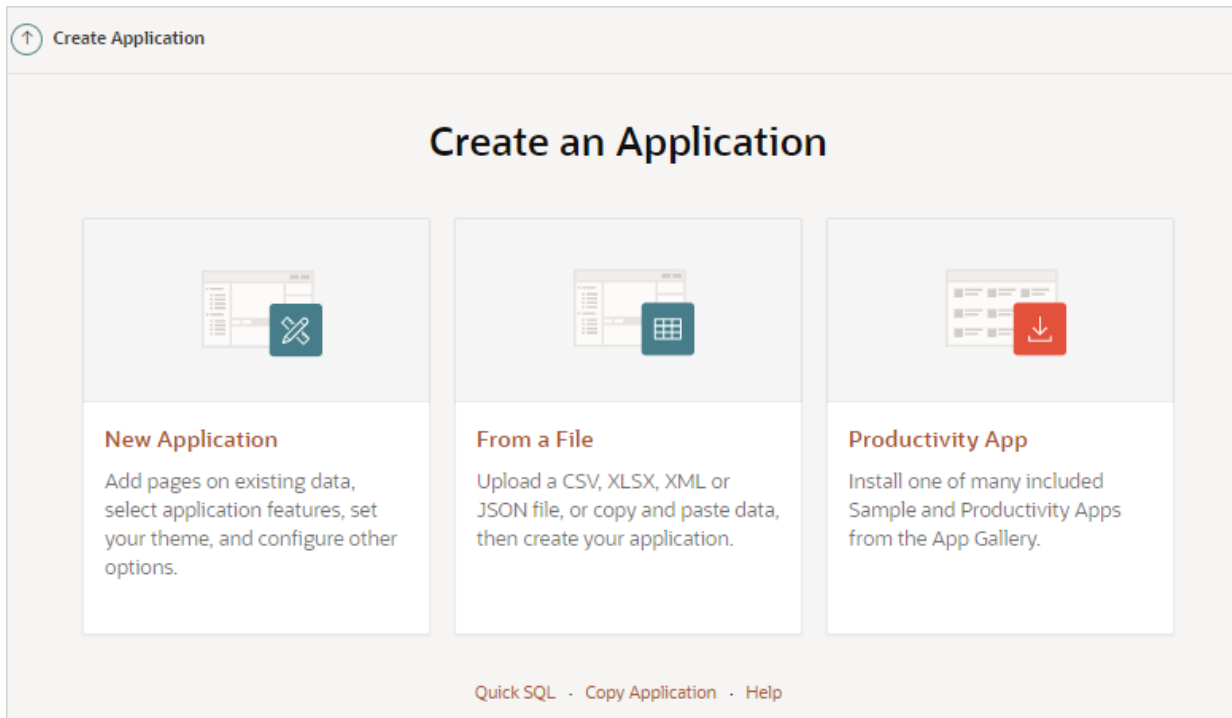 Create Application
Create an Application
New Application
Add pages on existing data,
select application features, set
your theme, and configure other
options.
From a File
Upload a CSV, XLSX, XML or
JSON file, or copy and paste data,
then create your application.
Productivity App
Install one of many included
Sample and Productivity Apps
from the App Gallery.
Quick SQL · Copy Application · Help